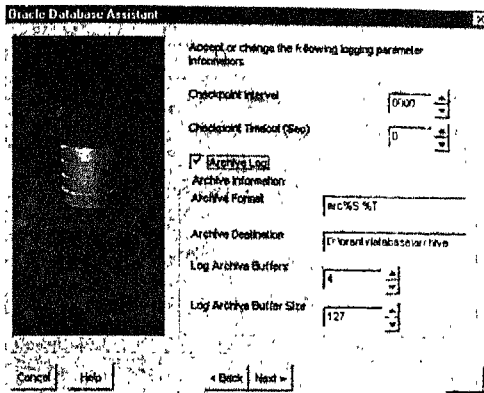 Oracle Database Assistant
Accept or change the following logging parameter
information:
Checkpoint Interval
Checkpoint Timeout (Sec)
0
Archive Log
Archive Information:
Archive Format
arc%S.%T
Archive Destination
Log Archive Buffers
4
Log Archive Buffer Size
127
Cancel Help < Back Next >